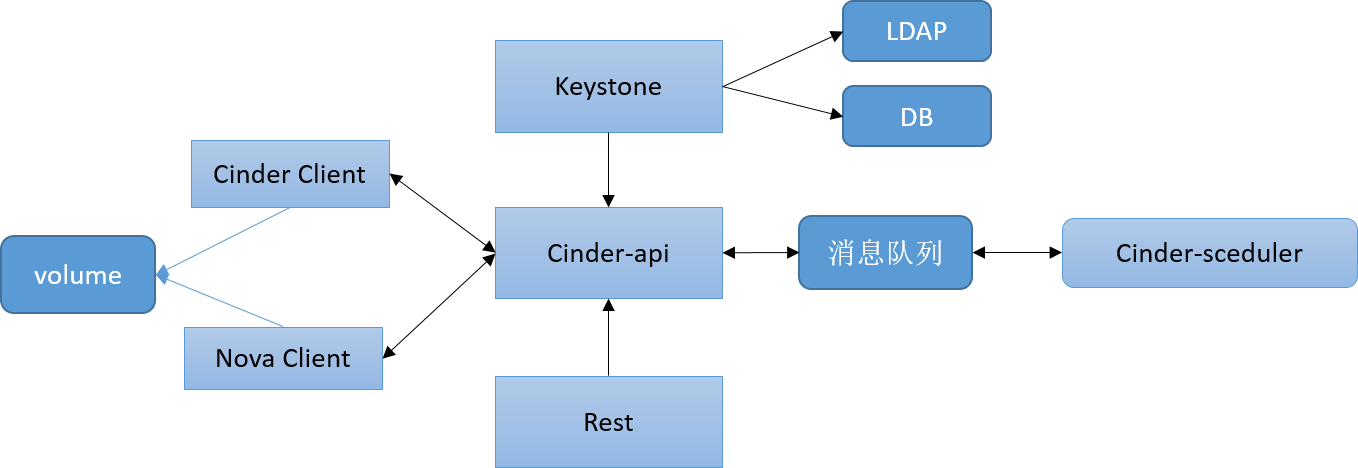 LDAP
Keystone
DB
Cinder Client
Cinder-api
消息队列
Cinder-sceduler
volume
Nova Client
Rest